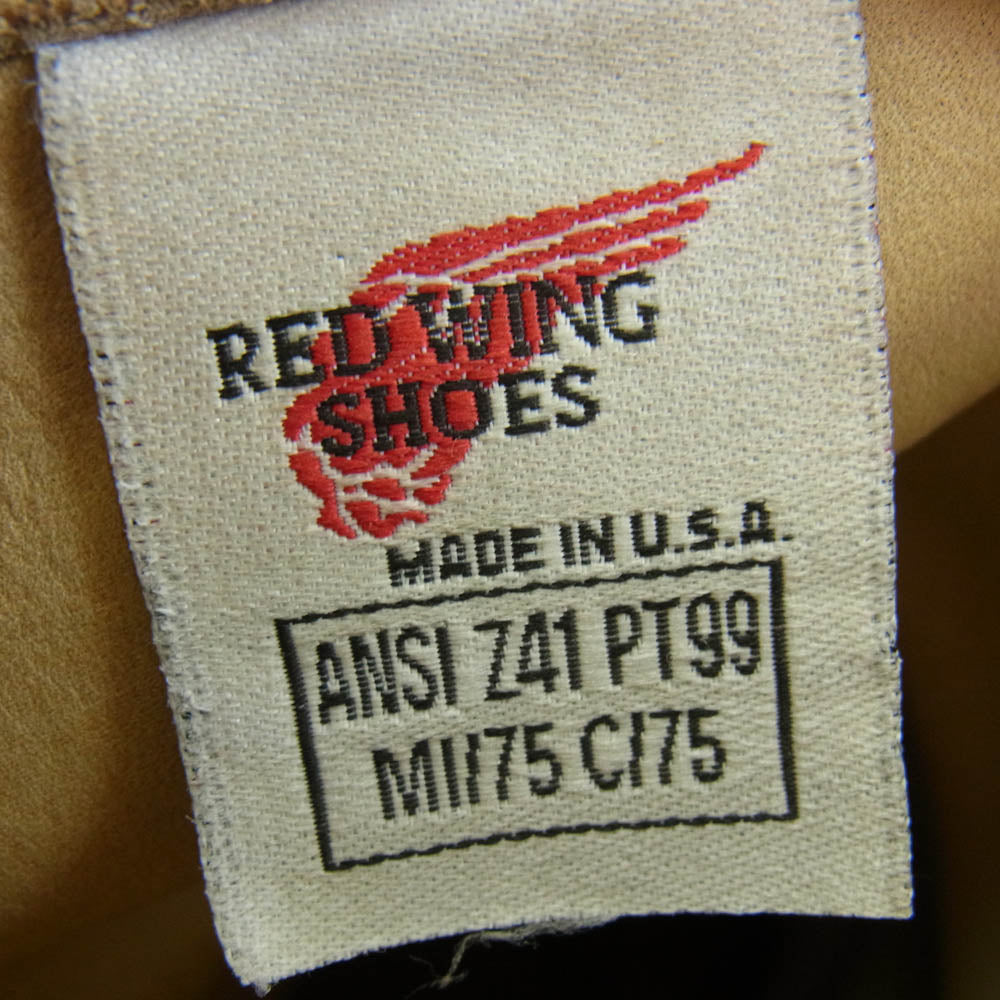 RED WING
SHOES
MADE IN U.S.A.
ANSI Z41 PT99
MI/75 C/75